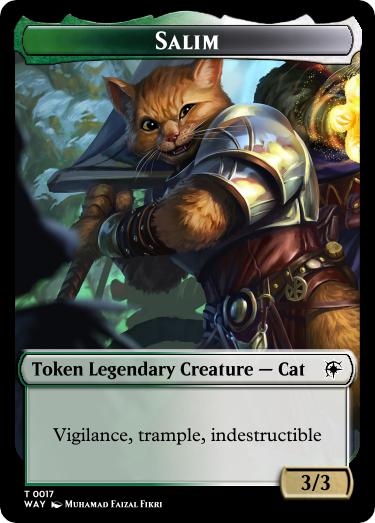 Salim
Token Legendary Creature — Cat
Vigilance, trample, indestructible
3/3
T 0017
WAY Muhamad Faizal Fikri